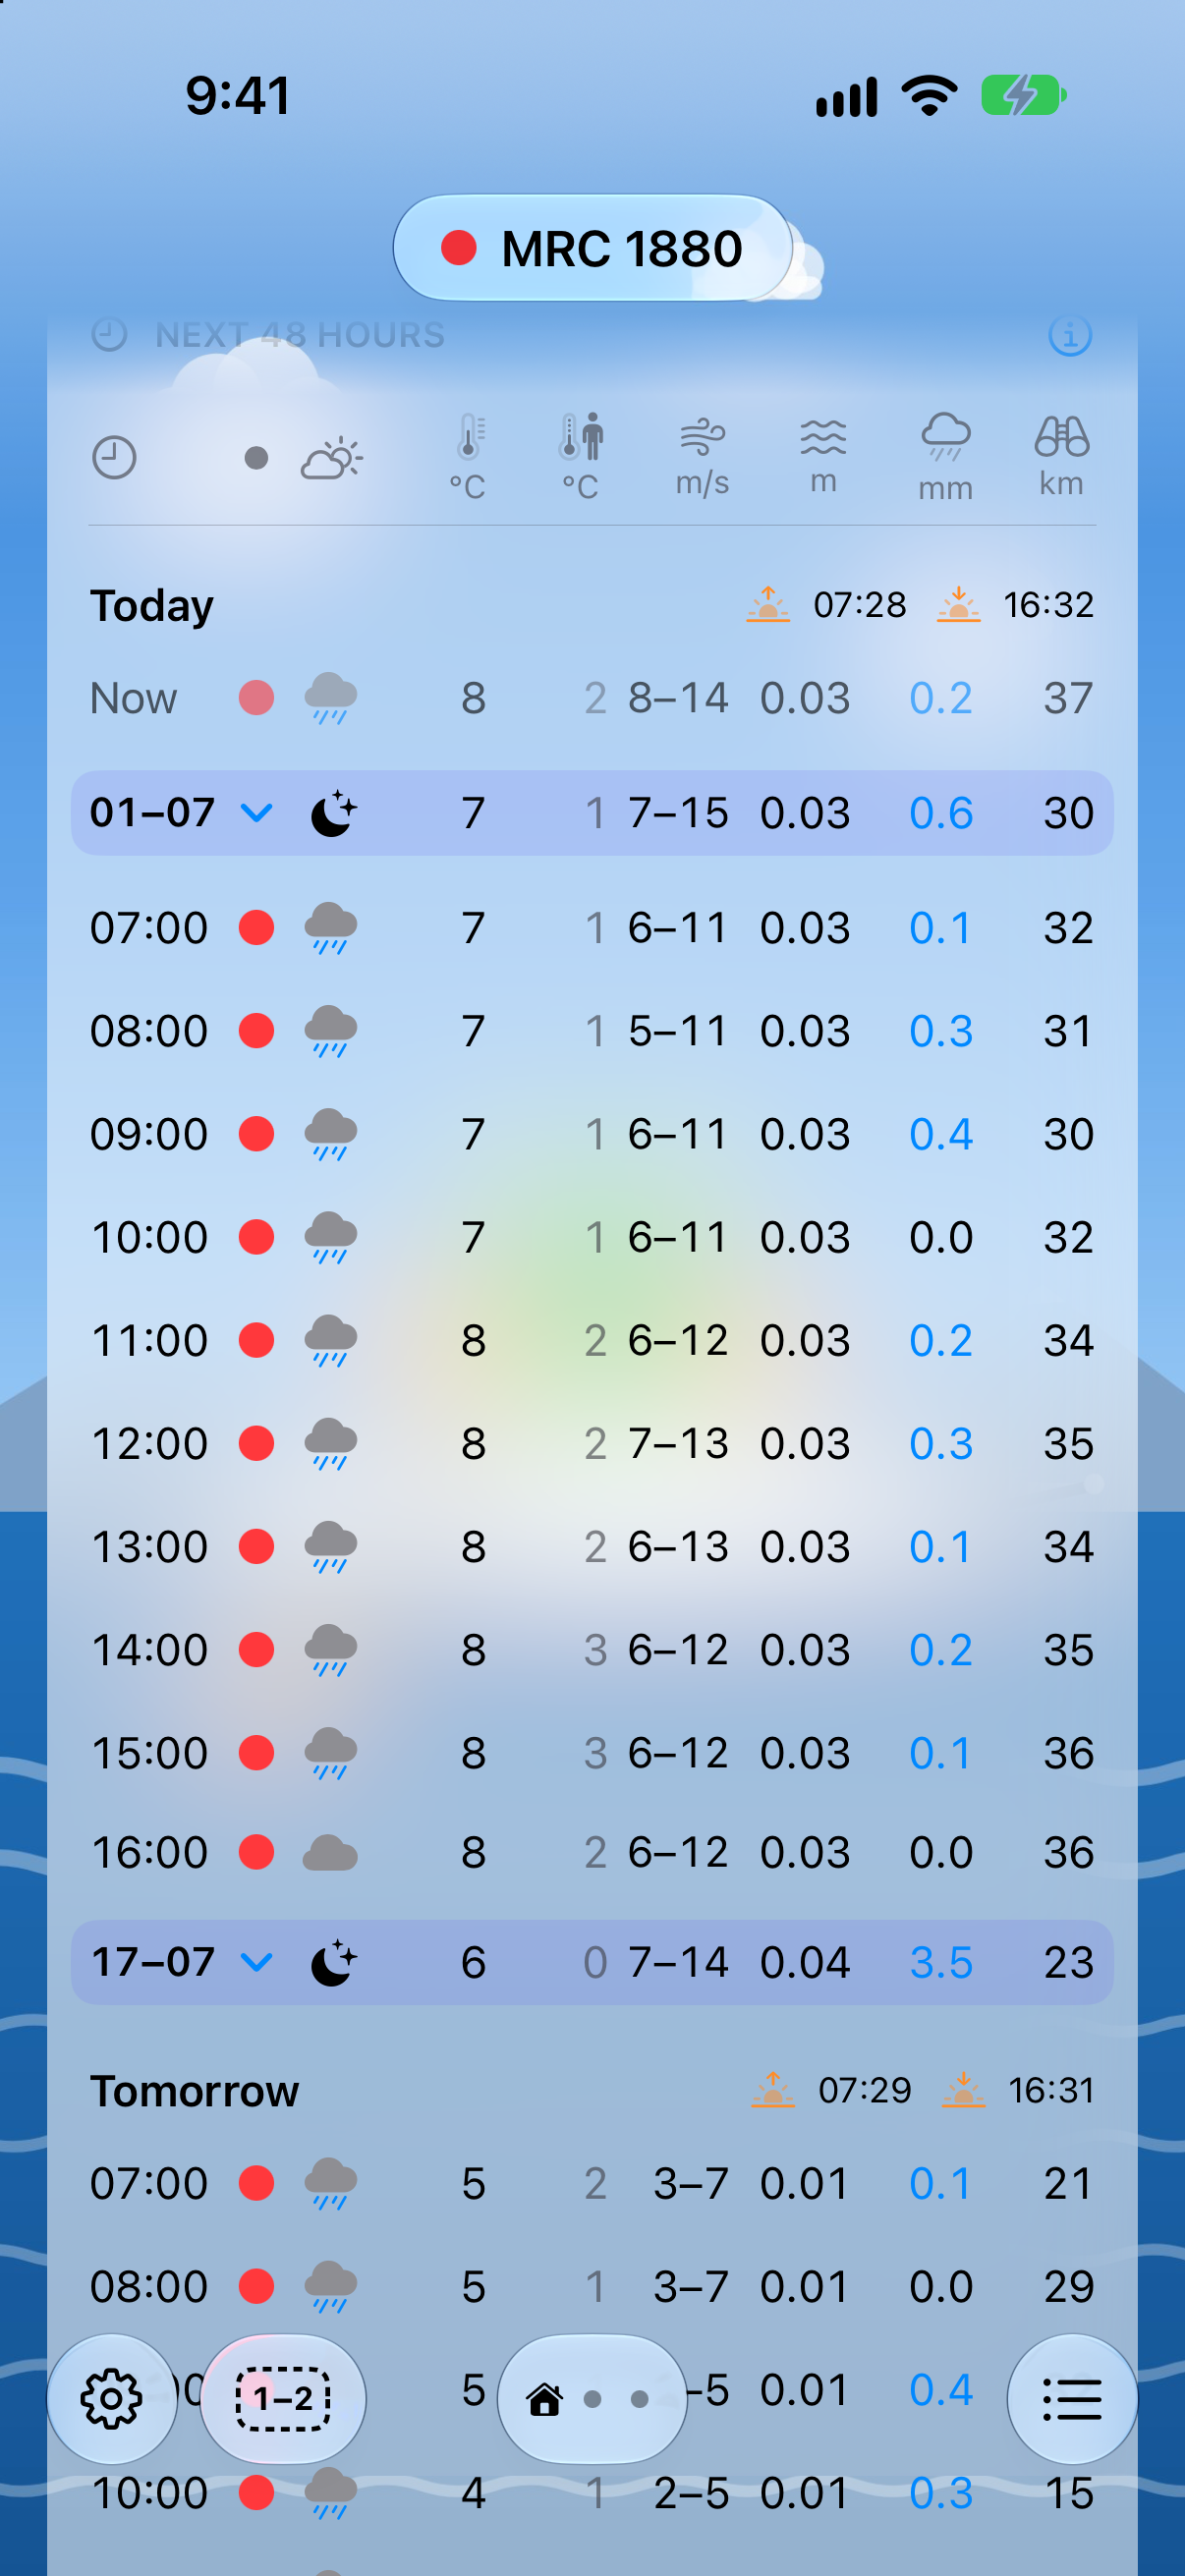 9:41
MRC 1880
NEXT 48 HOURS
°C °C m/s m mm km
Today 07:28 16:32
Now 8 2 8–14 0.03 0.2 37
01–07 7 1 7–15 0.03 0.6 30
07:00 7 1 6–11 0.03 0.1 32
08:00 7 1 5–11 0.03 0.3 31
09:00 7 1 6–11 0.03 0.4 30
10:00 7 1 6–11 0.03 0.0 32
11:00 8 2 6–12 0.03 0.2 34
12:00 8 2 7–13 0.03 0.3 35
13:00 8 2 6–13 0.03 0.1 34
14:00 8 3 6–12 0.03 0.2 35
15:00 8 3 6–12 0.03 0.1 36
16:00 8 2 6–12 0.03 0.0 36
17–07 6 0 7–14 0.04 3.5 23
Tomorrow 07:29 16:31
07:00 5 2 3–7 0.01 0.1 21
08:00 5 1 3–7 0.01 0.0 29
5 –5 0.01 0.4
1–2
10:00 4 1 2–5 0.01 0.3 15